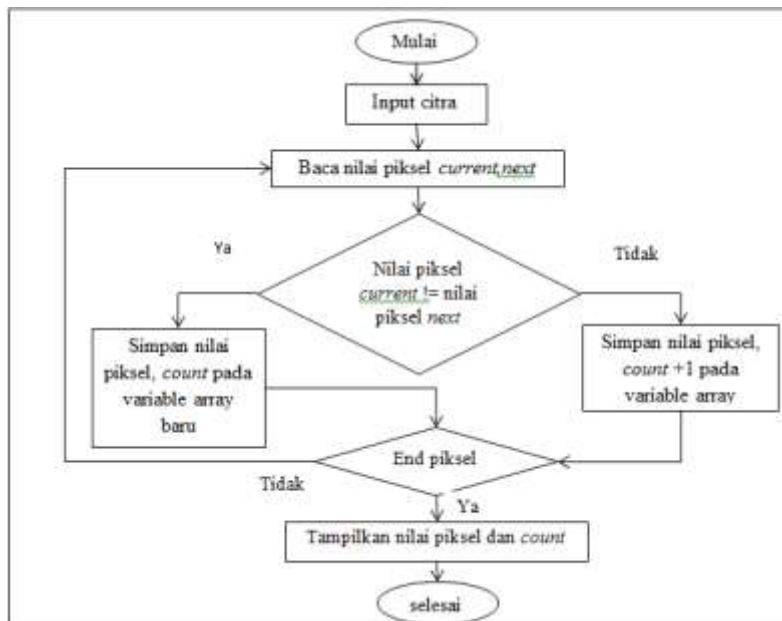 Mulai
Input citra
Baca nilai piksel current,next
Ya
Tidak
Nilai piksel
current != nilai
piksel next
Simpan nilai
piksel, count pada
variable array
baru
Simpan nilai piksel,
count +1 pada
variable array
End piksel
Tidak
Ya
Tampilkan nilai piksel dan count
selesai